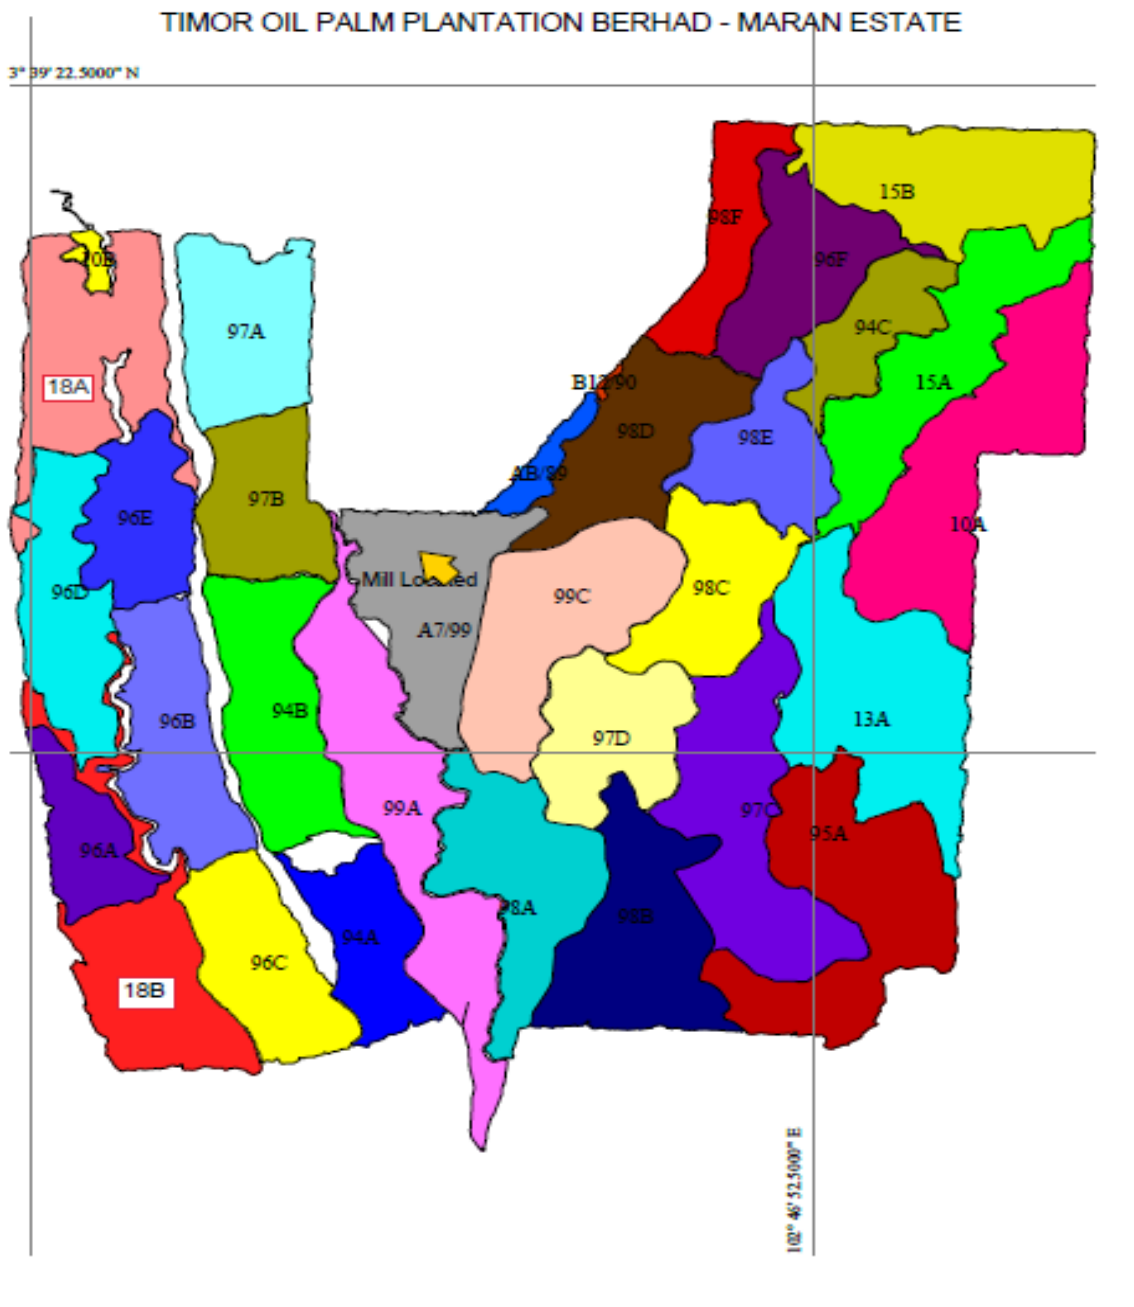 TIMOR OIL PALM PLANTATION BERHAD - MARAN ESTATE
3° 39' 22.5000" N
15B
98F
10B
96F
97A
94C
B12/90
18A
15A
98D
98E
AB/89
97B
96E
10A
Mill Located
96D
98C
99C
A7/99
94B
96B
13A
97D
99A
97C
95A
96A
98A
98B
94A
96C
18B
102° 46' 52.5000" E